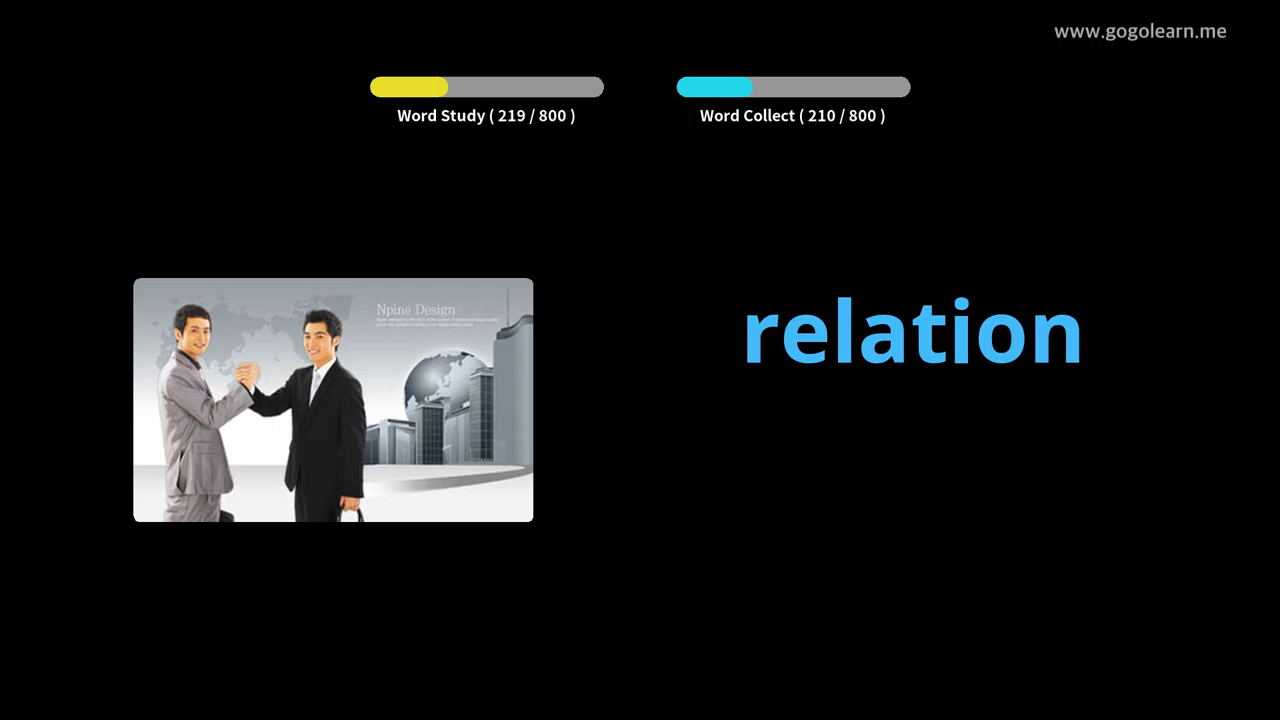 www.gogolearn.me
Word Study ( 219 / 800 )
Word Collect ( 210 / 800 )
Npine Design
relation